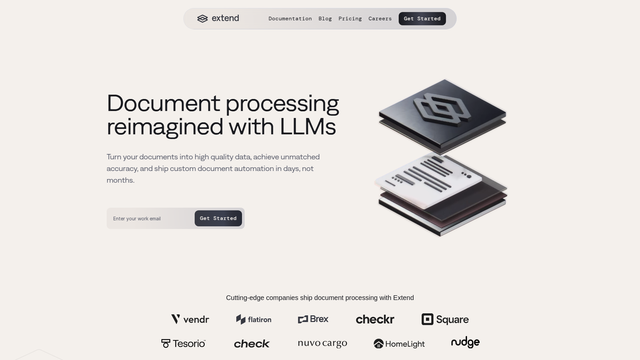 extend
Documentation Blog Pricing Careers Get Started
Document processing
reimagined with LLMs
Turn your documents into high quality data, achieve unmatched
accuracy, and ship custom document automation in days, not
months.
Enter your work email Get Started
Cutting-edge companies ship document processing with Extend
vendr flatiron Brex checkr Square
Tesorio check nuvocargo HomeLight nudge